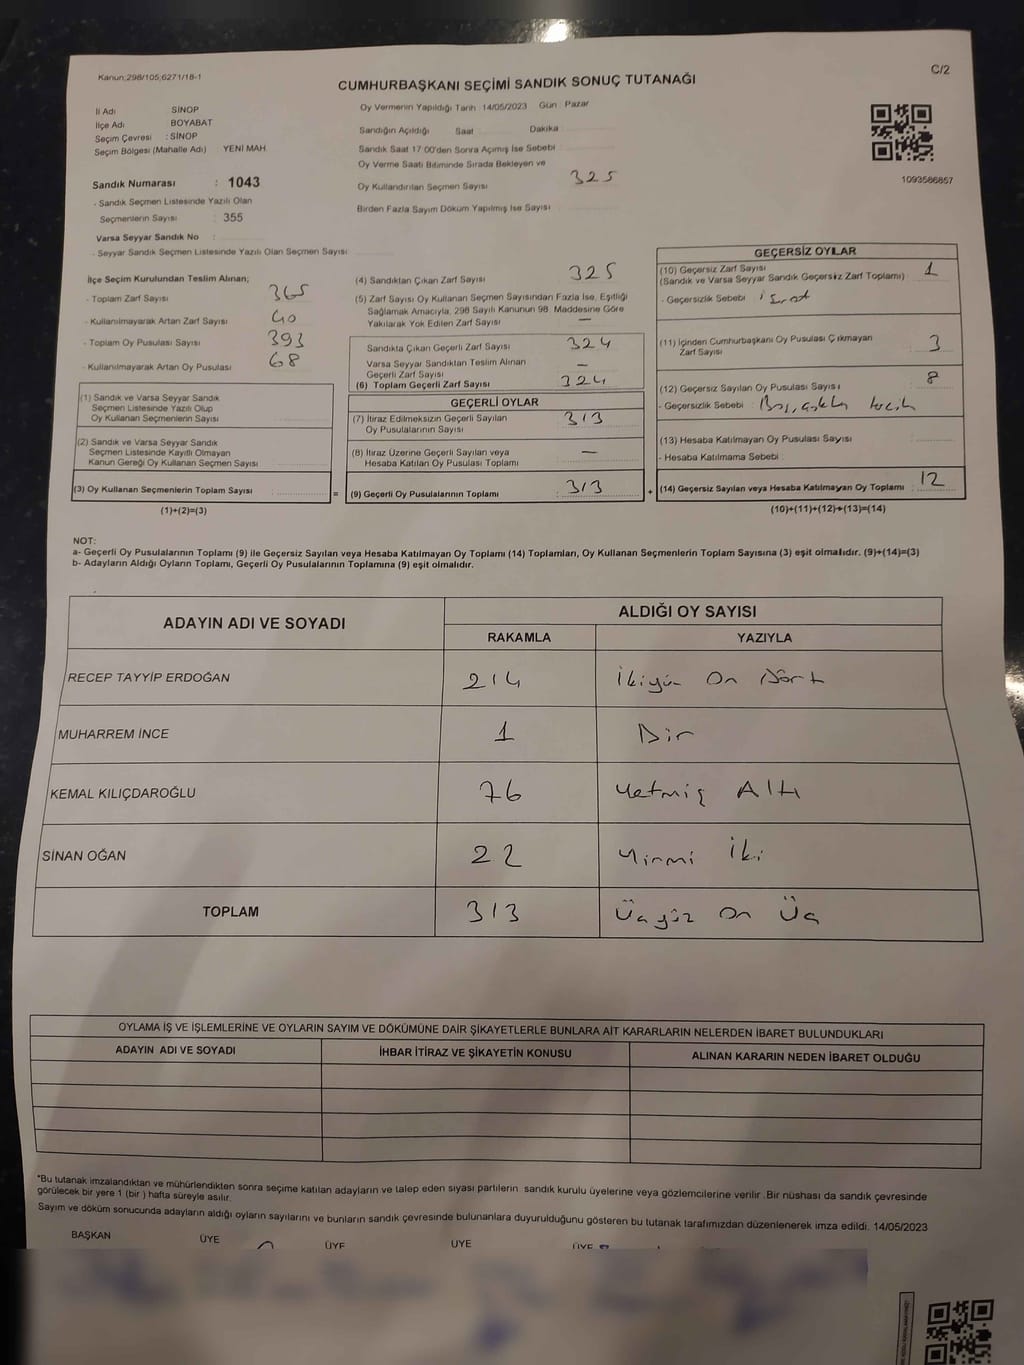 Kanun;298/105;6271/18-1
C/2
CUMHURBAŞKANI SEÇİMİ SANDIK SONUÇ TUTANAĞI
İl Adı SİNOP
İlçe Adı BOYABAT
Seçim Çevresi : SİNOP
Seçim Bölgesi (Mahalle Adı) YENİ MAH.
Sandık Numarası : 1043
- Sandık Seçmen Listesinde Yazılı Olan
Seçmenlerin Sayısı : 355
Varsa Seyyar Sandık No :
- Seyyar Sandık Seçmen Listesinde Yazılı Olan Seçmen Sayısı:
Oy Vermenin Yapıldığı Tarih : 14/05/2023 Gün : Pazar
Sandığın Açıldığı Saat Dakika
Sandık Saat 17:00'den Sonra Açımış İse Sebebi
Oy Verme Saati Bitiminde Sırada Bekleyen ve
Oy Kullandırılan Seçmen Sayısı 325
Birden Fazla Sayım Döküm Yapılmış İse Sayısı
1093586857
İlçe Seçim Kurulundan Teslim Alınan;
- Toplam Zarf Sayısı 365
- Kullanılmayarak Artan Zarf Sayısı 40
- Toplam Oy Pusulası Sayısı 393
- Kullanılmayarak Artan Oy Pusulası 68
(1) Sandık ve Varsa Seyyar Sandık
Seçmen Listesinde Yazılı Olup
Oy Kullanan Seçmenlerin Sayısı
(2) Sandık ve Varsa Seyyar Sandık
Seçmen Listesinde Kayıtlı Olmayan
Kanun Gereği Oy Kullanan Seçmen Sayısı
(3) Oy Kullanan Seçmenlerin Toplam Sayısı :
(1)+(2)=(3)
=
(4) Sandıktan Çıkan Zarf Sayısı 325
(5) Zarf Sayısı Oy Kullanan Seçmen Sayısından Fazla İse, Eşitliği
Sağlamak Amacıyla, 298 Sayılı Kanunun 98. Maddesine Göre
Yakılarak Yok Edilen Zarf Sayısı —
Sandıkta Çıkan Geçerli Zarf Sayısı 324
Varsa Seyyar Sandıktan Teslim Alınan
Geçerli Zarf Sayısı —
(6) Toplam Geçerli Zarf Sayısı 324
GEÇERLİ OYLAR
(7) İtiraz Edilmeksizin Geçerli Sayılan
Oy Pusulalarının Sayısı 313
(8) İtiraz Üzerine Geçerli Sayılan veya
Hesaba Katılan Oy Pusulası Toplamı —
(9) Geçerli Oy Pusulalarının Toplamı 313
+
GEÇERSİZ OYLAR
(10) Geçersiz Zarf Sayısı 1
(Sandık ve Varsa Seyyar Sandık Geçersiz Zarf Toplamı) :
- Geçersizlik Sebebi :
(11) İçinden Cumhurbaşkanı Oy Pusulası Çıkmayan
Zarf Sayısı 3
(12) Geçersiz Sayılan Oy Pusulası Sayısı 8
- Geçersizlik Sebebi :
(13) Hesaba Katılmayan Oy Pusulası Sayısı
- Hesaba Katılmama Sebebi :
(14) Geçersiz Sayılan veya Hesaba Katılmayan Oy Toplamı : 12
(10)+(11)+(12)+(13)=(14)
NOT:
a- Geçerli Oy Pusulalarının Toplamı (9) ile Geçersiz Sayılan veya Hesaba Katılmayan Oy Toplamı (14) Toplamları, Oy Kullanan Seçmenlerin Toplam Sayısına (3) eşit olmalıdır. (9)+(14)=(3)
b- Adayların Aldığı Oyların Toplamı, Geçerli Oy Pusulalarının Toplamına (9) eşit olmalıdır.
ADAYIN ADI VE SOYADI ALDIĞI OY SAYISI
RAKAMLA YAZIYLA
RECEP TAYYİP ERDOĞAN 214 İkiyüz On Dört
MUHARREM İNCE 1 Bir
KEMAL KILIÇDAROĞLU 76 Yetmiş Altı
SİNAN OĞAN 22 Yirmi İki
TOPLAM 313 Üçyüz On Üç
OYLAMA İŞ VE İŞLEMLERİNE VE OYLARIN SAYIM VE DÖKÜMÜNE DAİR ŞİKAYETLERLE BUNLARA AİT KARARLARIN NELERDEN İBARET BULUNDUKLARI
ADAYIN ADI VE SOYADI İHBAR İTİRAZ VE ŞİKAYETİN KONUSU ALINAN KARARIN NEDEN İBARET OLDUĞU
*Bu tutanak imzalandıktan ve mühürlendikten sonra seçime katılan adayların ve talep eden siyasi partilerin sandık kurulu üyelerine veya gözlemcilerine verilir. Bir nüshası da sandık çevresinde
görülecek bir yere 1 (bir ) hafta süreyle asılır.
Sayım ve döküm sonucunda adayların aldığı oyların sayılarını ve bunların sandık çevresinde bulunanlara duyurulduğunu gösteren bu tutanak tarafımızdan düzenlenerek imza edildi. 14/05/2023
BAŞKAN ÜYE ÜYE ÜYE ÜYE